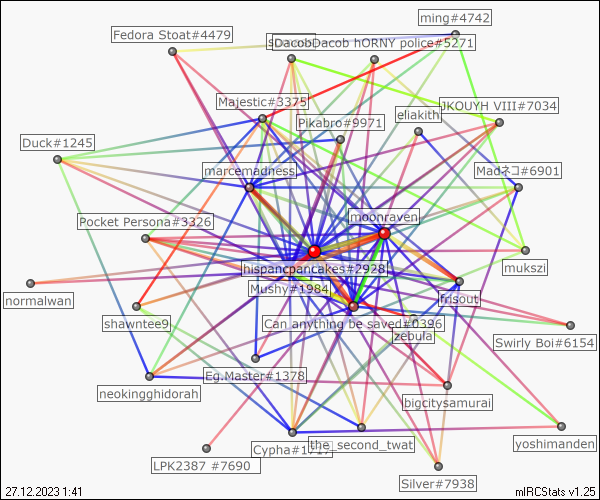 ming#4742
Fedora Stoat#4479
DacobDacob hORNY police#5271
Majestic#3375
JKOUYH VIII#7034
Pikabro#9971
eliakith
Duck#1245
marcemadness
Madネコ#6901
Pocket Persona#3326
moonraven
mukszi
hispancpancakes#2928
normalwan
Mushy#1984
frisout
shawntee9
Can anything be saved#0396
zebula
Swirly Boi#6154
Eg.Master#1378
neokingghidorah
bigcitysamurai
Cypha#1717
the_second_twat
yoshimanden
LPK2387 #7690
Silver#7938
27.12.2023 1:41
mIRCStats v1.25